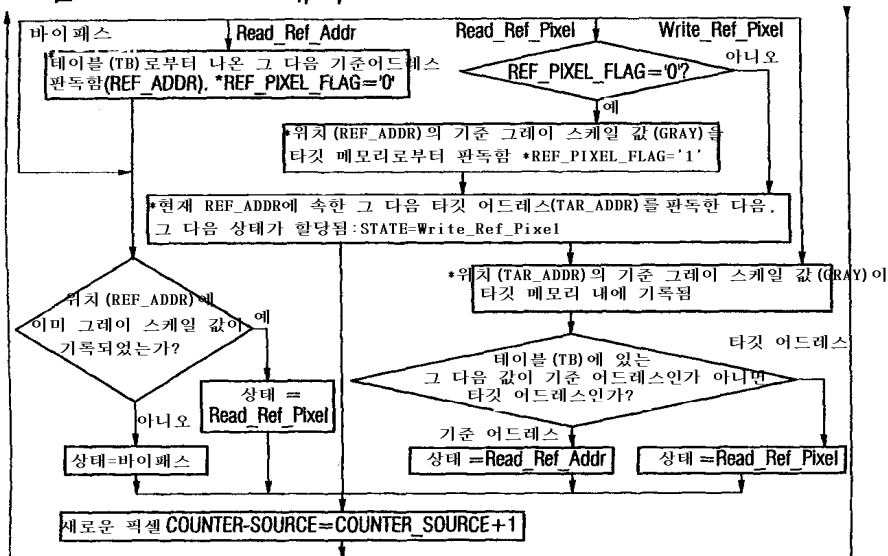 바이패스
Read_Ref_Addr
Read_Ref_Pixel
Write_Ref_Pixel
*테이블(TB)로부터 나온 그 다음 기준어드레스
판독함(REF_ADDR). *REF_PIXEL_FLAG='0'
REF_PIXEL_FLAG='0'?
아니오
예
*위치(REF_ADDR)의 기준 그레이 스케일 값(GRAY)을
타깃 메모리로부터 판독함 *REF_PIXEL_FLAG='1'
*현재 REF_ADDR에 속한 그 다음 타깃 어드레스(TAR_ADDR)를 판독한 다음.
그 다음 상태가 할당됨:STATE=Write_Ref_Pixel
*위치(TAR_ADDR)의 기준 그레이 스케일 값(GRAY)이
타깃 메모리 내에 기록됨
위치(REF_ADDR)에
이미 그레이 스케일 값이
기록되었는가?
예
아니오
상태 =
Read_Ref_Pixel
상태=바이패스
테이블(TB)에 있는
그 다음 값이 기준 어드레스인가 아니면
타깃 어드레스인가?
타깃 어드레스
기준 어드레스
상태 =Read_Ref_Addr
상태 =Read_Ref_Pixel
새로운 픽셀 COUNTER-SOURCE=COUNTER_SOURCE+1